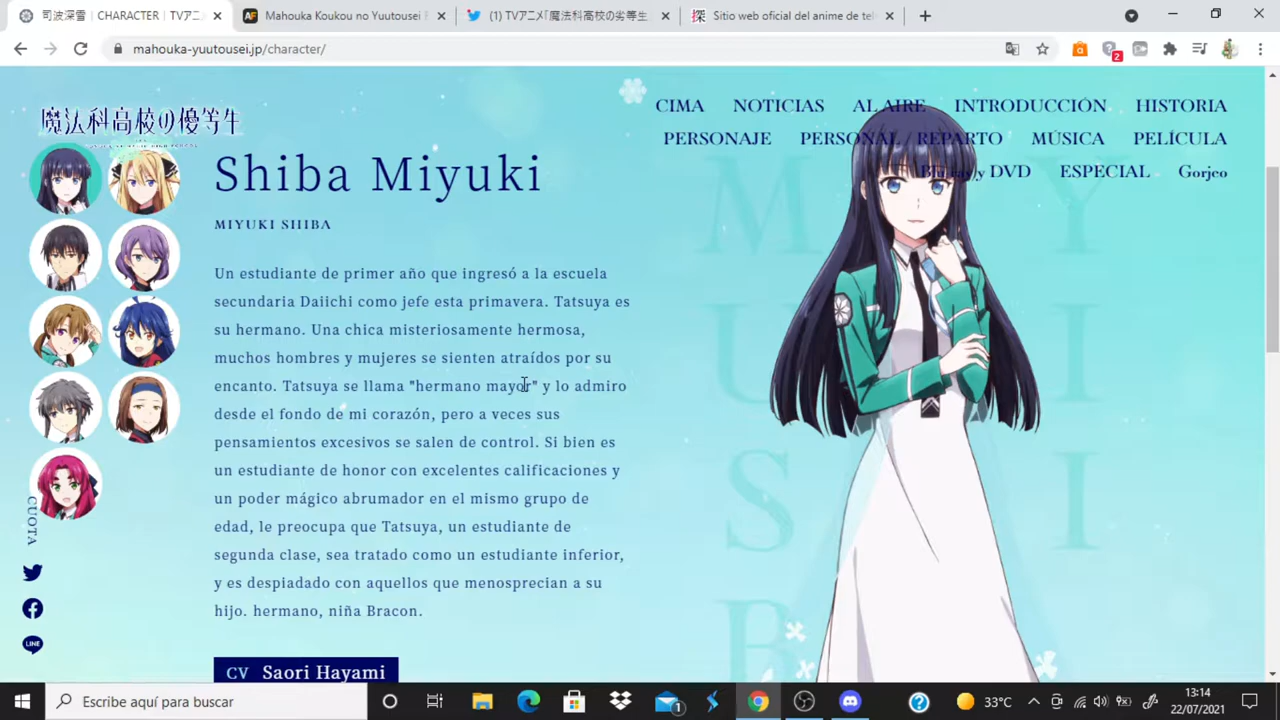 司波深雪 | CHARACTER | TVアニ
Mahouka Koukou no Yuutousei
(1) TVアニメ「魔法科高校の劣等生
Sitio web oficial del anime de tel
mahouka-yuutousei.jp/character/
2
魔法科高校の優等生
CIMA NOTICIAS AL AIRE INTRODUCCIÓN HISTORIA
PERSONAJE PERSONAL / REPARTO MÚSICA PELÍCULA
Blu-ray y DVD ESPECIAL Gorjeo
Shiba Miyuki
MIYUKI SHIBA
Un estudiante de primer año que ingresó a la escuela
secundaria Daiichi como jefe esta primavera. Tatsuya es
su hermano. Una chica misteriosamente hermosa,
muchos hombres y mujeres se sienten atraídos por su
encanto. Tatsuya se llama "hermano mayor" y lo admiro
desde el fondo de mi corazón, pero a veces sus
pensamientos excesivos se salen de control. Si bien es
un estudiante de honor con excelentes calificaciones y
un poder mágico abrumador en el mismo grupo de
edad, le preocupa que Tatsuya, un estudiante de
segunda clase, sea tratado como un estudiante inferior,
y es despiadado con aquellos que menosprecian a su
hijo. hermano, niña Bracon.
CV Saori Hayami
CUOTA
LINE
Escribe aquí para buscar
1
33°C
13:14
22/07/2021